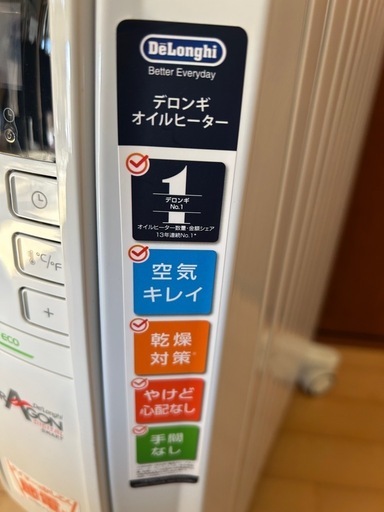 DeLonghi
Better Everyday
デロンギ
オイルヒーター
1
デロンギ
No.1
オイルヒーター数量・金額シェア
13年連続No.1*
空気
キレイ
乾燥
対策*
やけど
心配なし
手間
なし
°C/°F
+
ECO
DeLonghi